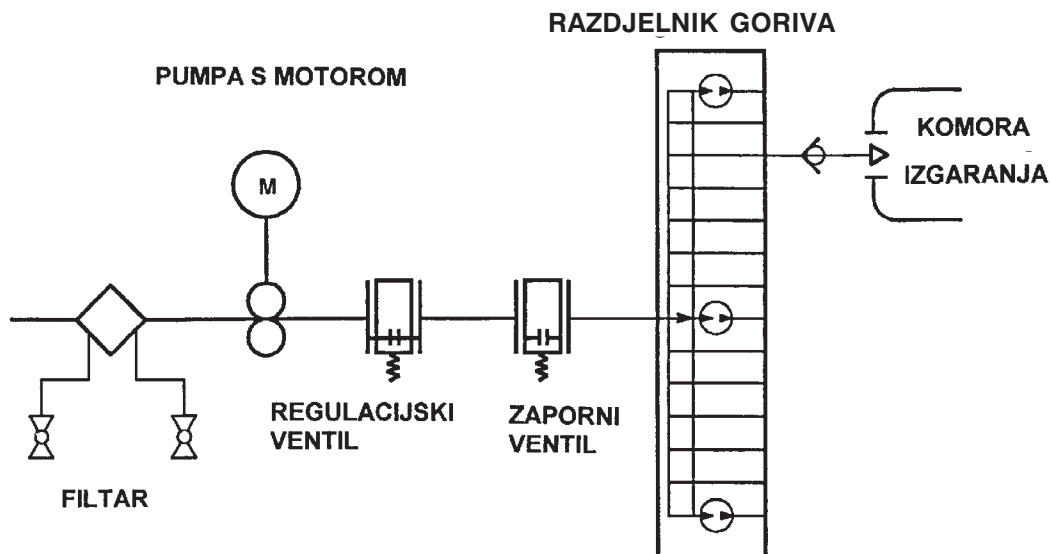 RAZDJELNIK GORIVA
PUMPA S MOTOROM
M
KOMORA
IZGARANJA
REGULACIJSKI
VENTIL
ZAPORNI
VENTIL
FILTAR